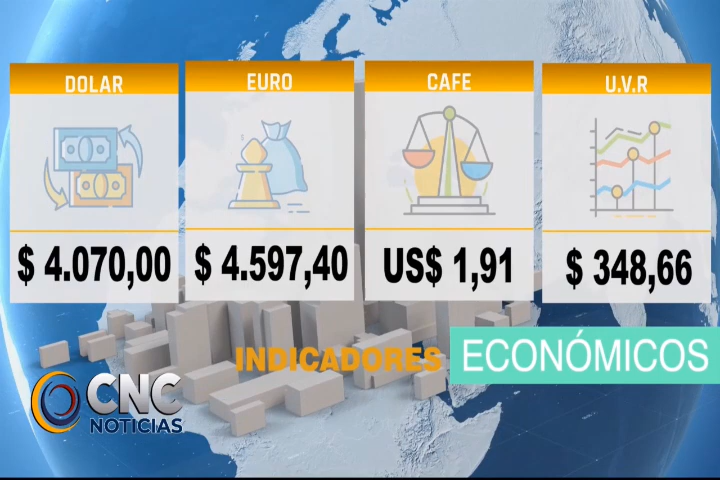 DOLAR
EURO
CAFE
U.V.R
$ 4.070,00
$ 4.597,40
US$ 1,91
$ 348,66
INDICADORES ECONÓMICOS
CNC
NOTICIAS